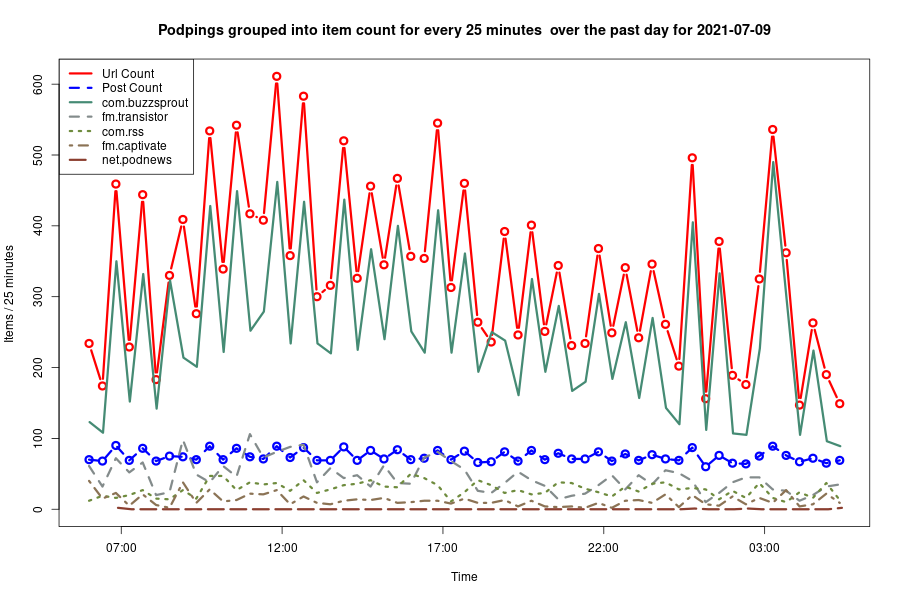 Podpings grouped into item count for every 25 minutes  over the past day for 2021-07-09
Url Count
Post Count
com.buzzsprout
fm.transistor
com.rss
fm.captivate
net.podnews
Items / 25 minutes
600
500
400
300
200
100
0
07:00
12:00
17:00
22:00
03:00
Time